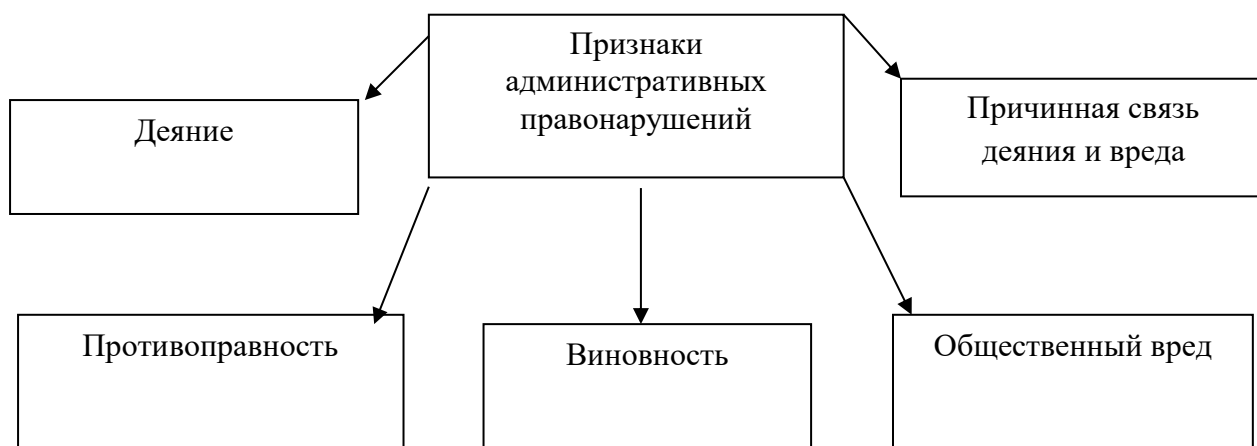 Признаки
административных
правонарушений
Деяние
Причинная связь
деяния и вреда
Противоправность
Виновность
Общественный вред